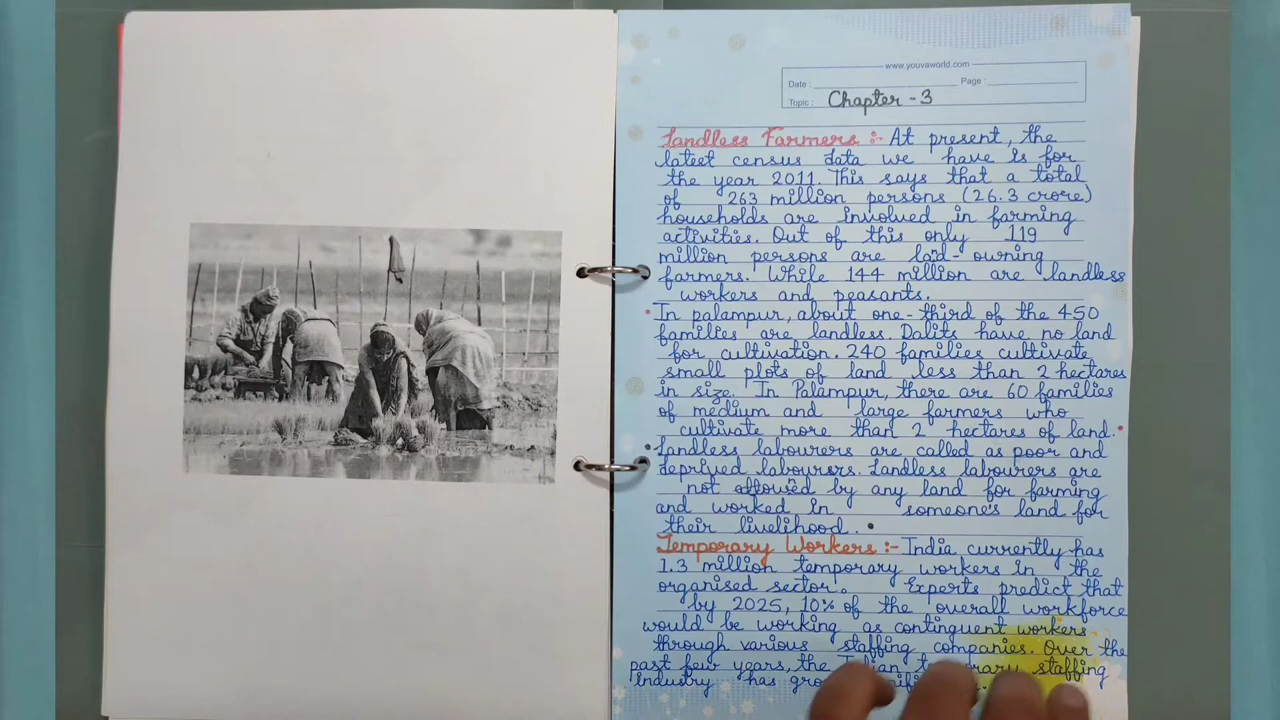 www.youvaworld.com
Date : Page :
Topic : Chapter - 3
Landless Farmers :- At present, the
latest census data we have is for
the year 2011. This says that a total
of 263 million persons (26.3 crore)
households are involved in farming
activities. Out of this only 119
million persons are land-owning
farmers. While 144 million are landless
workers and peasants.
• In palampur, about one-third of the 450
families are landless. Dalits have no land
for cultivation. 240 families cultivate
small plots of land less than 2 hectares
in size. In Palampur, there are 60 families
of medium and large farmers who
cultivate more than 2 hectares of land. •
• Landless labourers are called as poor and
deprived labourers. Landless labourers are
not allowed by any land for farming
and worked in someone's land for
their livelihood. •
Temporary Workers :- India currently has
1.3 million temporary workers in the
organised sector. Experts predict that
by 2025, 10% of the overall workforce
would be working as continguent workers
through various staffing companies. Over the
past few years, the staffing
industry has